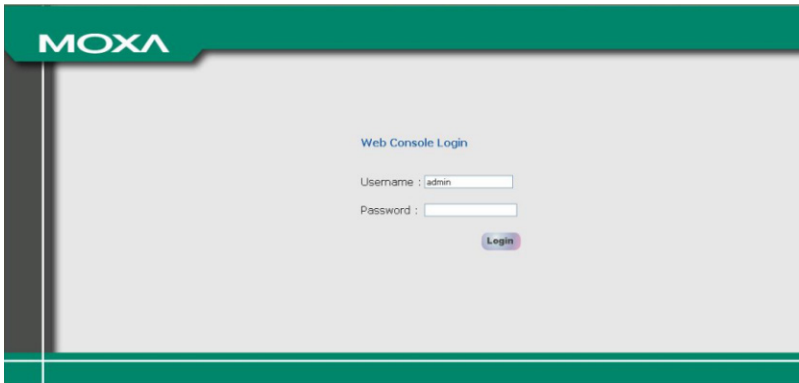 MOXA
Web Console Login
Username : admin
Password :
Login